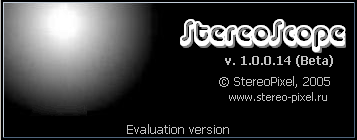 StereoScope
v. 1.0.0.14 (Beta)
© StereoPixel, 2005
www.stereo-pixel.ru
Evaluation version